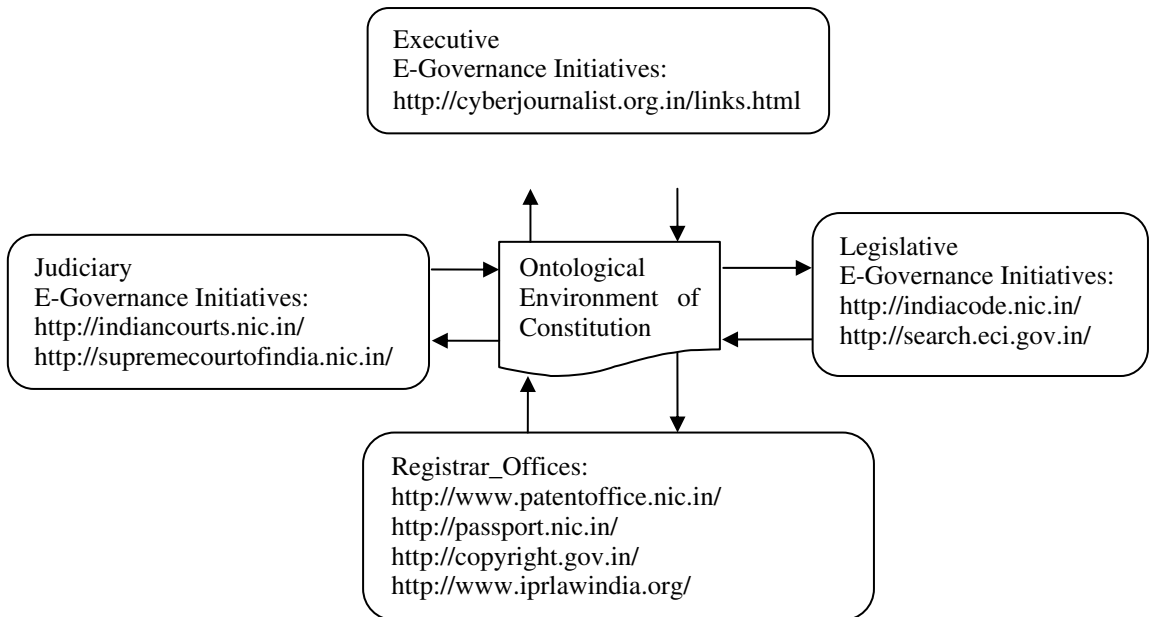 Executive
E-Governance Initiatives:
http://cyberjournalist.org.in/links.html
Judiciary
E-Governance Initiatives:
http://indiancourts.nic.in/
http://supremecourtofindia.nic.in/
Ontological
Environment of
Constitution
Legislative
E-Governance Initiatives:
http://indiacode.nic.in/
http://search.eci.gov.in/
Registrar_Offices:
http://www.patentoffice.nic.in/
http://passport.nic.in/
http://copyright.gov.in/
http://www.iprlawindia.org/